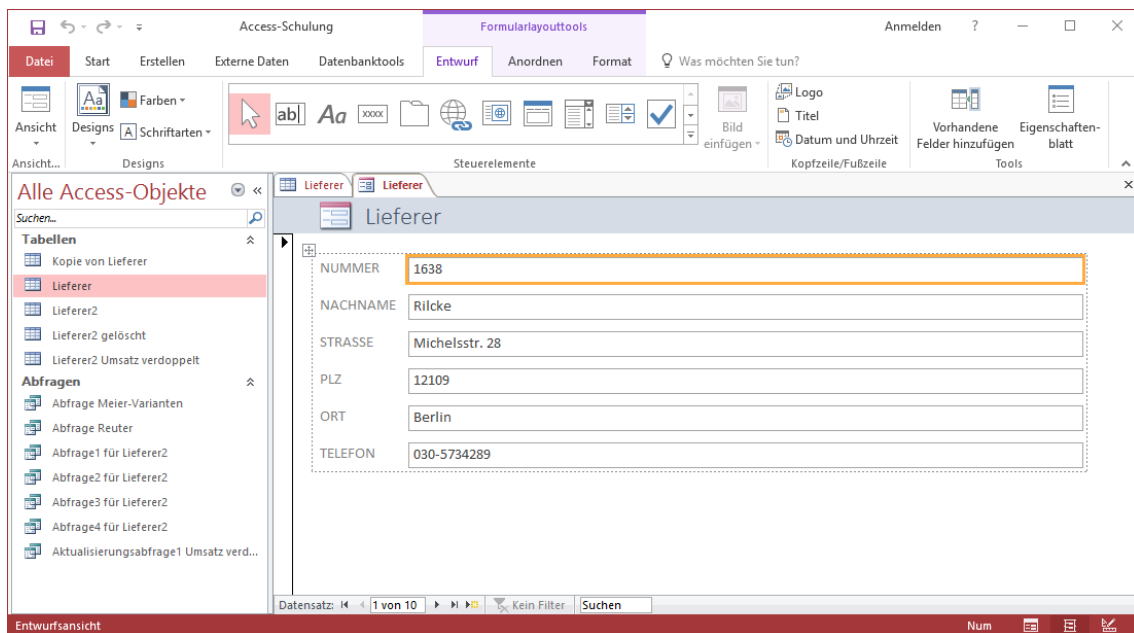 Access-Schulung Formularlayouttools Anmelden ?
Datei Start Erstellen Externe Daten Datenbanktools Entwurf Anordnen Format Was möchten Sie tun?
Ansicht
Ansicht...
Aa
Designs
Farben
A Schriftarten
Designs
ab| Aa xxxx
Steuerelemente
Bild
einfügen
Logo
Titel
Datum und Uhrzeit
Kopfzeile/Fußzeile
Vorhandene
Felder hinzufügen
Eigenschaften-
blatt
Tools
Alle Access-Objekte
Suchen...
Tabellen
Kopie von Lieferer
Lieferer
Lieferer2
Lieferer2 gelöscht
Lieferer2 Umsatz verdoppelt
Abfragen
Abfrage Meier-Varianten
Abfrage Reuter
Abfrage1 für Lieferer2
Abfrage2 für Lieferer2
Abfrage3 für Lieferer2
Abfrage4 für Lieferer2
Aktualisierungsabfrage1 Umsatz verd...
Lieferer Lieferer
Lieferer
NUMMER 1638
NACHNAME Rilcke
STRASSE Michelsstr. 28
PLZ 12109
ORT Berlin
TELEFON 030-5734289
Datensatz: 1 von 10 Kein Filter Suchen
Entwurfsansicht Num